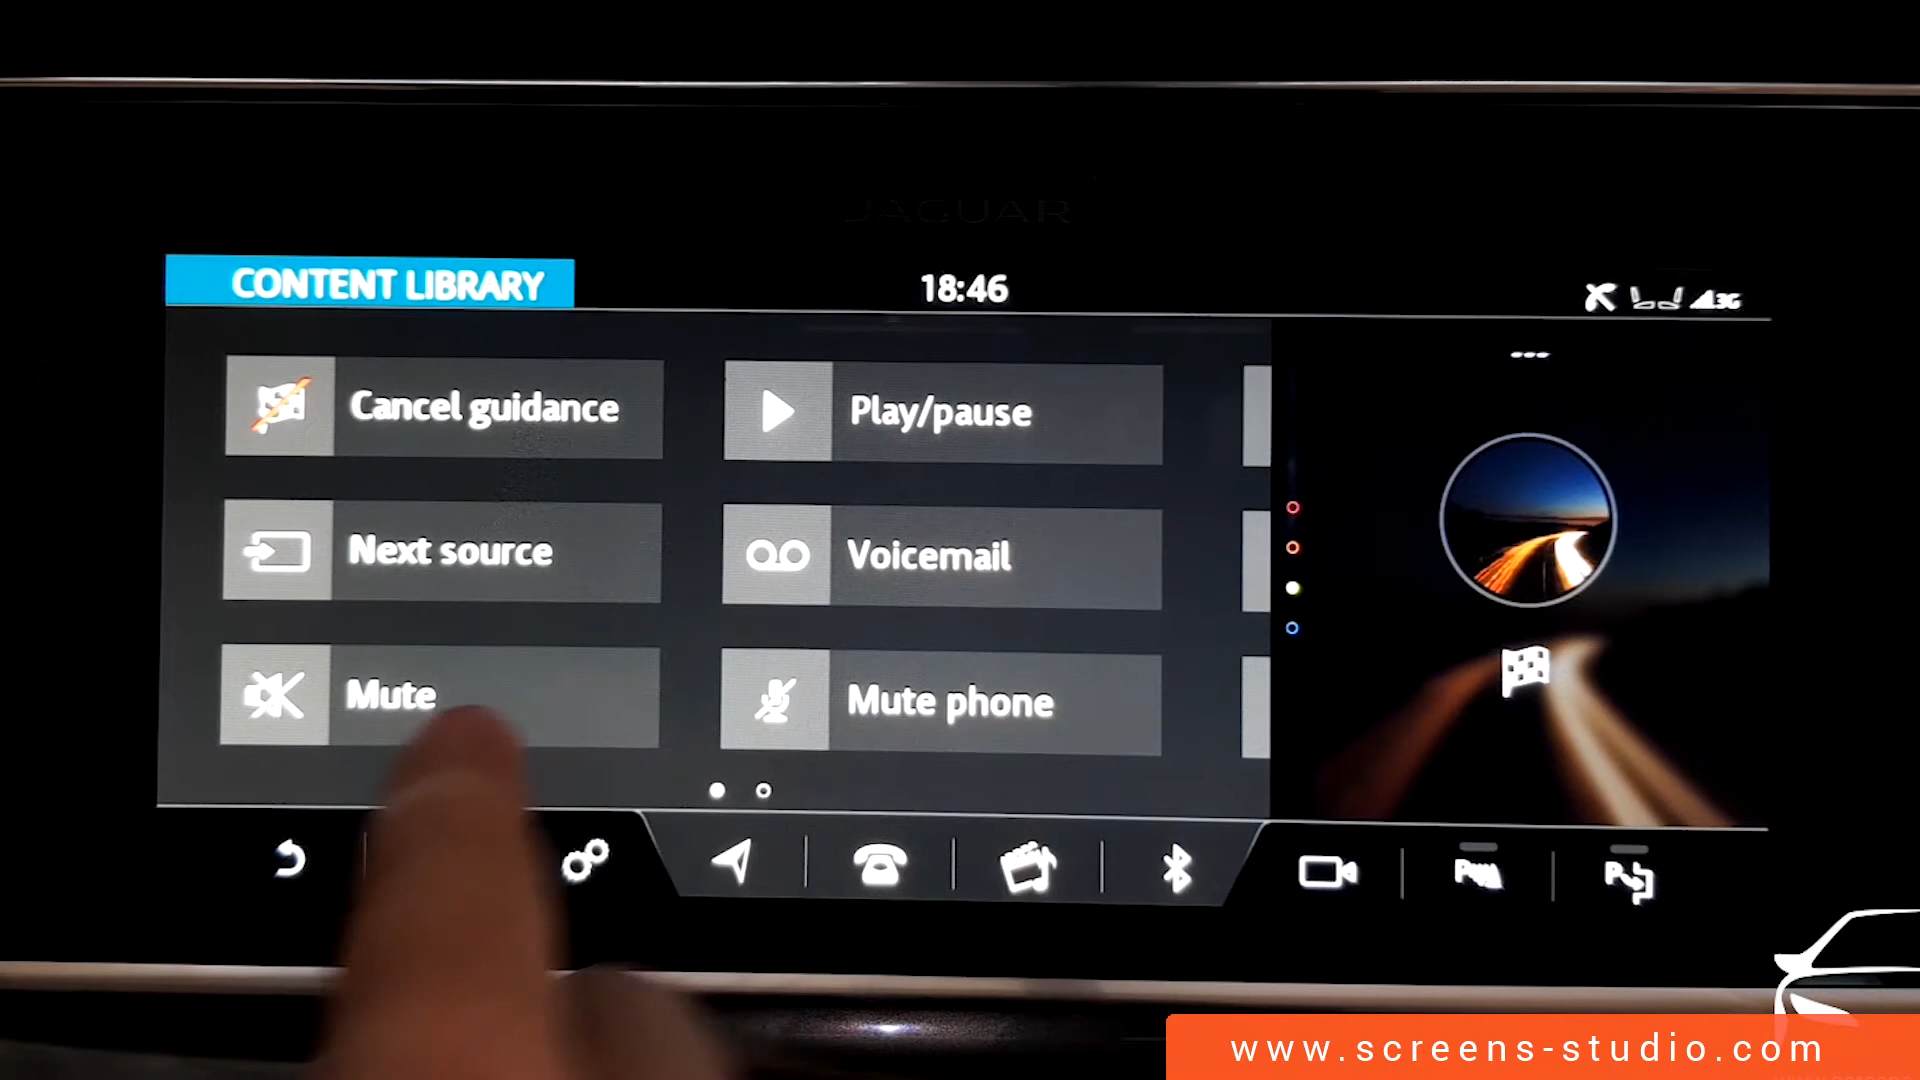 JAGUAR
CONTENT LIBRARY
18:46
3G
Cancel guidance
Play/pause
Next source
Voicemail
Mute
Mute phone
P
P
www.screens-studio.com